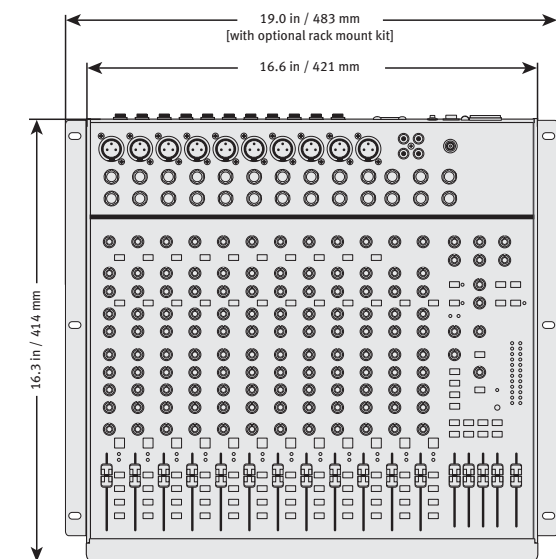 19.0 in / 483 mm
[with optional rack mount kit]
16.6 in / 421 mm
16.3 in / 414 mm